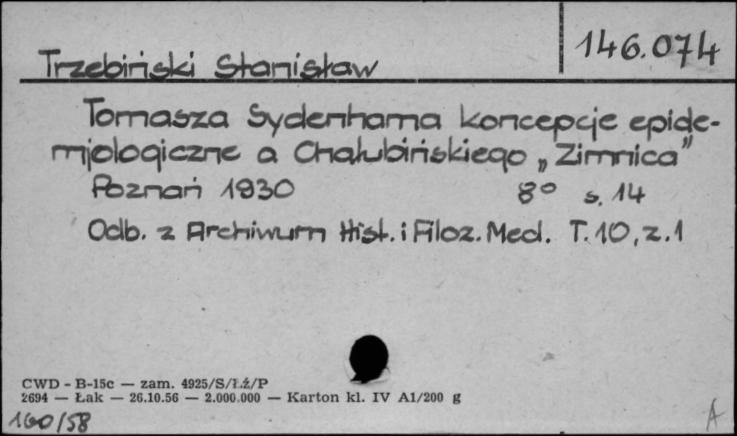 146.074
Trzebiński Stanisław
Tomasza Sydenhama koncepcje epide-
mjologiczne a Chałubińskiego „Zimnica"
Poznań 1930 8° s. 14
Odb. z Archiwum Hist. i Filoz. Med. T. 10, z. 1
CWD - B-15c — zam. 4925/S/Łź/P
2694 — Łak — 26.10.56 — 2.000.000 — Karton kl. IV A1/200 g
160/58
A